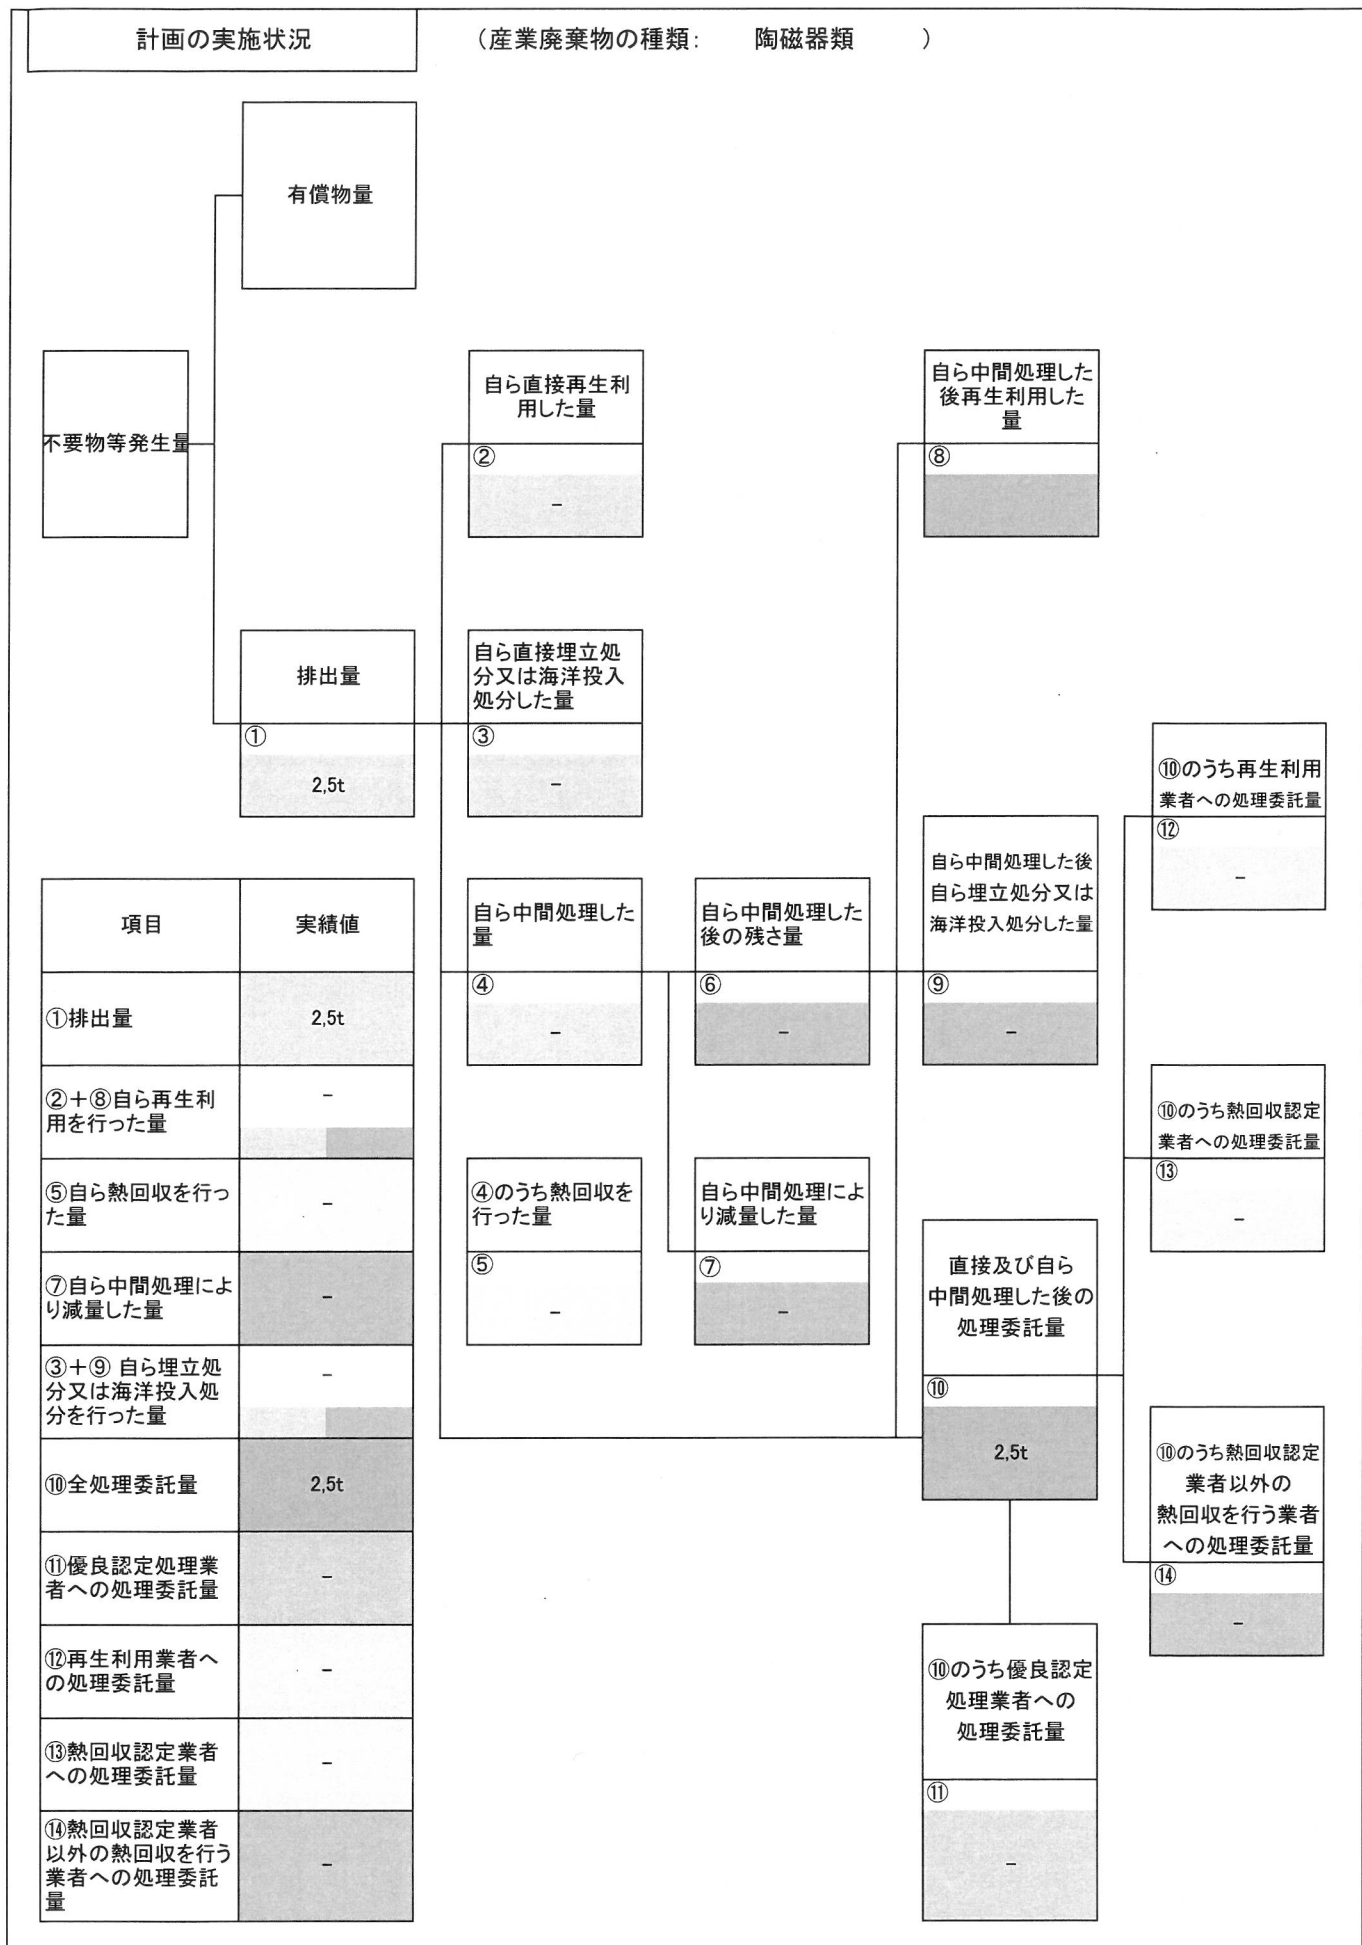 計画の実施状況
（産業廃棄物の種類：　陶磁器類　）
有償物量
不要物等発生量
自ら直接再生利
用した量
②
-
自ら中間処理した
後再生利用した
量
⑧
排出量
①
2,5t
自ら直接埋立処
分又は海洋投入
処分した量
③
-
⑩のうち再生利用
業者への処理委託量
⑫
-
自ら中間処理した
量
④
-
自ら中間処理した
後の残さ量
⑥
-
自ら中間処理した後
自ら埋立処分又は
海洋投入処分した量
⑨
-
⑩のうち熱回収認定
業者への処理委託量
⑬
-
④のうち熱回収を
行った量
⑤
-
自ら中間処理によ
り減量した量
⑦
-
直接及び自ら
中間処理した後の
処理委託量
⑩
2,5t
⑩のうち熱回収認定
業者以外の
熱回収を行う業者
への処理委託量
⑭
-
⑩のうち優良認定
処理業者への
処理委託量
⑪
-
項目
実績値
①排出量
2,5t
②＋⑧自ら再生利
用を行った量
-
⑤自ら熱回収を行っ
た量
-
⑦自ら中間処理によ
り減量した量
-
③＋⑨ 自ら埋立処
分又は海洋投入処
分を行った量
-
⑩全処理委託量
2,5t
⑪優良認定処理業
者への処理委託量
-
⑫再生利用業者へ
の処理委託量
-
⑬熱回収認定業者
への処理委託量
-
⑭熱回収認定業者
以外の熱回収を行う
業者への処理委託
量
-